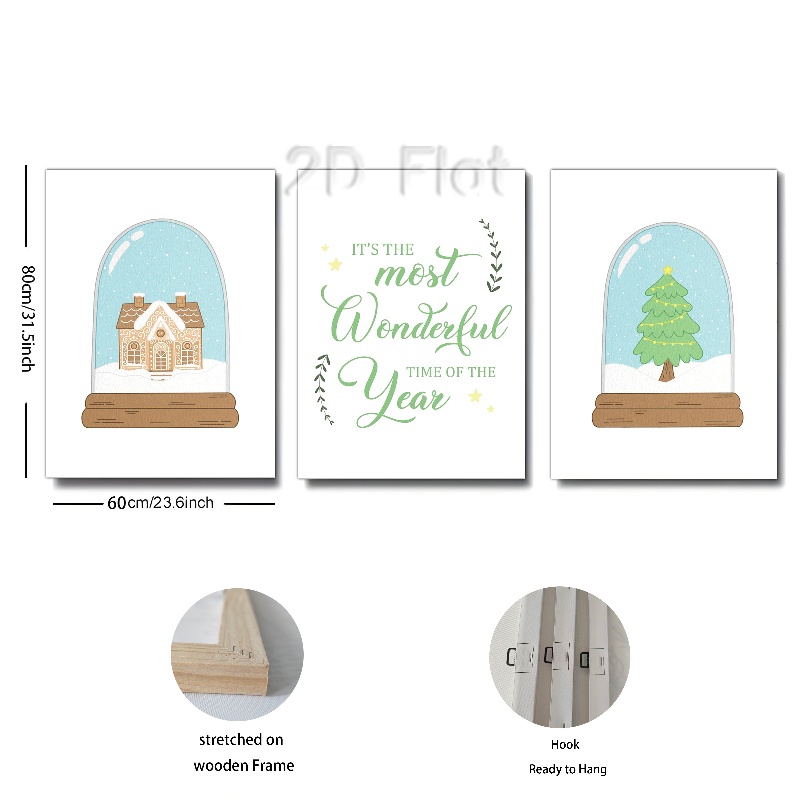 2D Flat
80cm/31.5inch
IT'S THE
most
Wonderful
TIME OF THE
Year
60cm/23.6inch
stretched on
wooden Frame
Hook
Ready to Hang